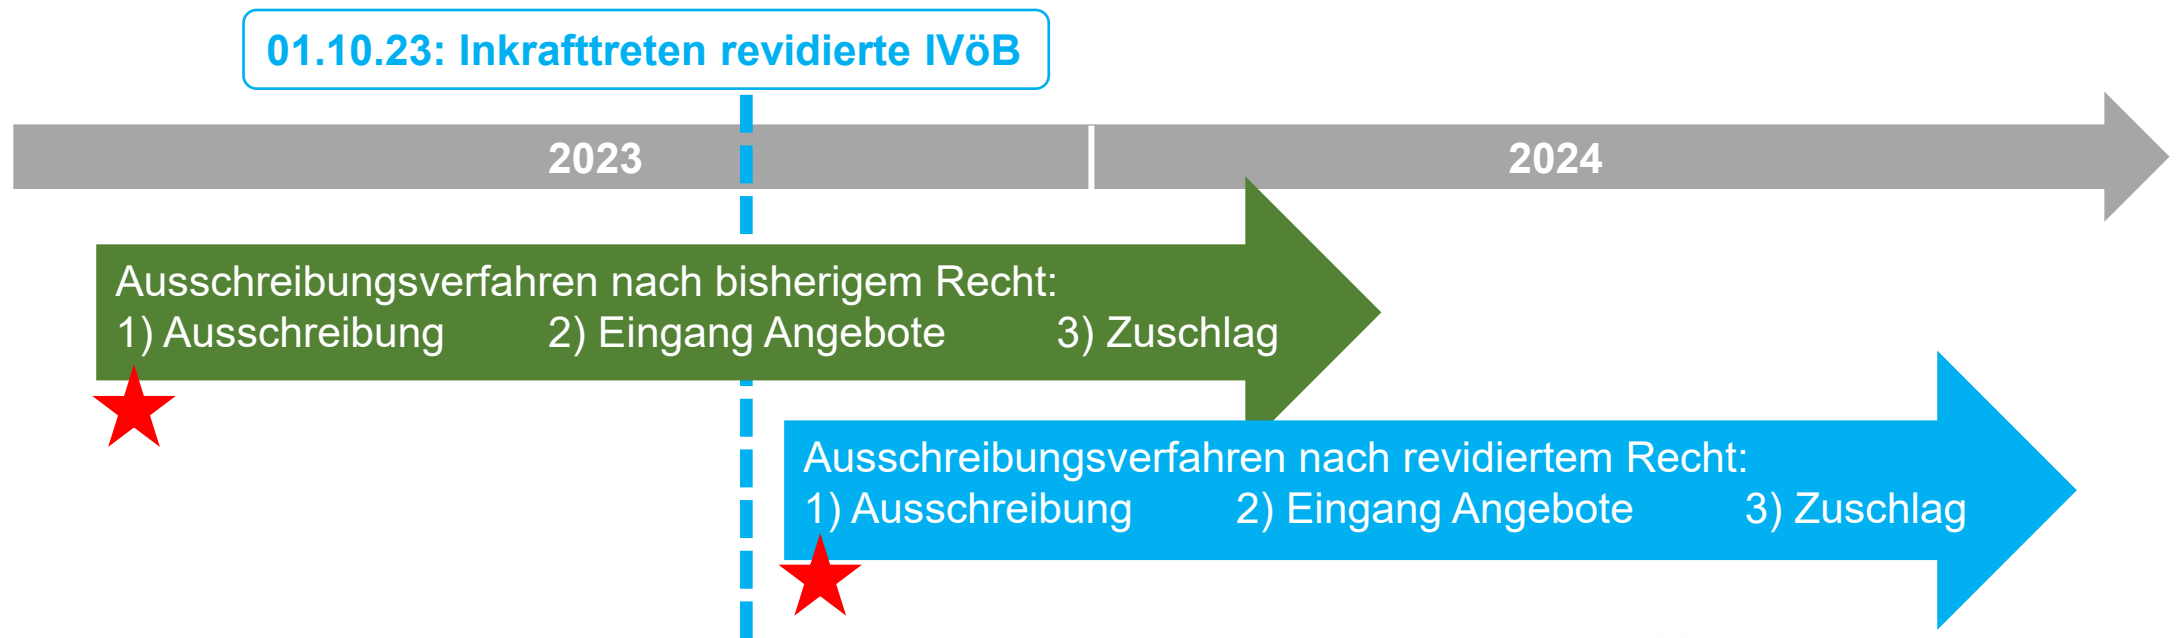 01.10.23: Inkrafttreten revidierte IVöB
2023 2024
Ausschreibungsverfahren nach bisherigem Recht:
1) Ausschreibung 2) Eingang Angebote 3) Zuschlag
Ausschreibungsverfahren nach revidiertem Recht:
1) Ausschreibung 2) Eingang Angebote 3) Zuschlag